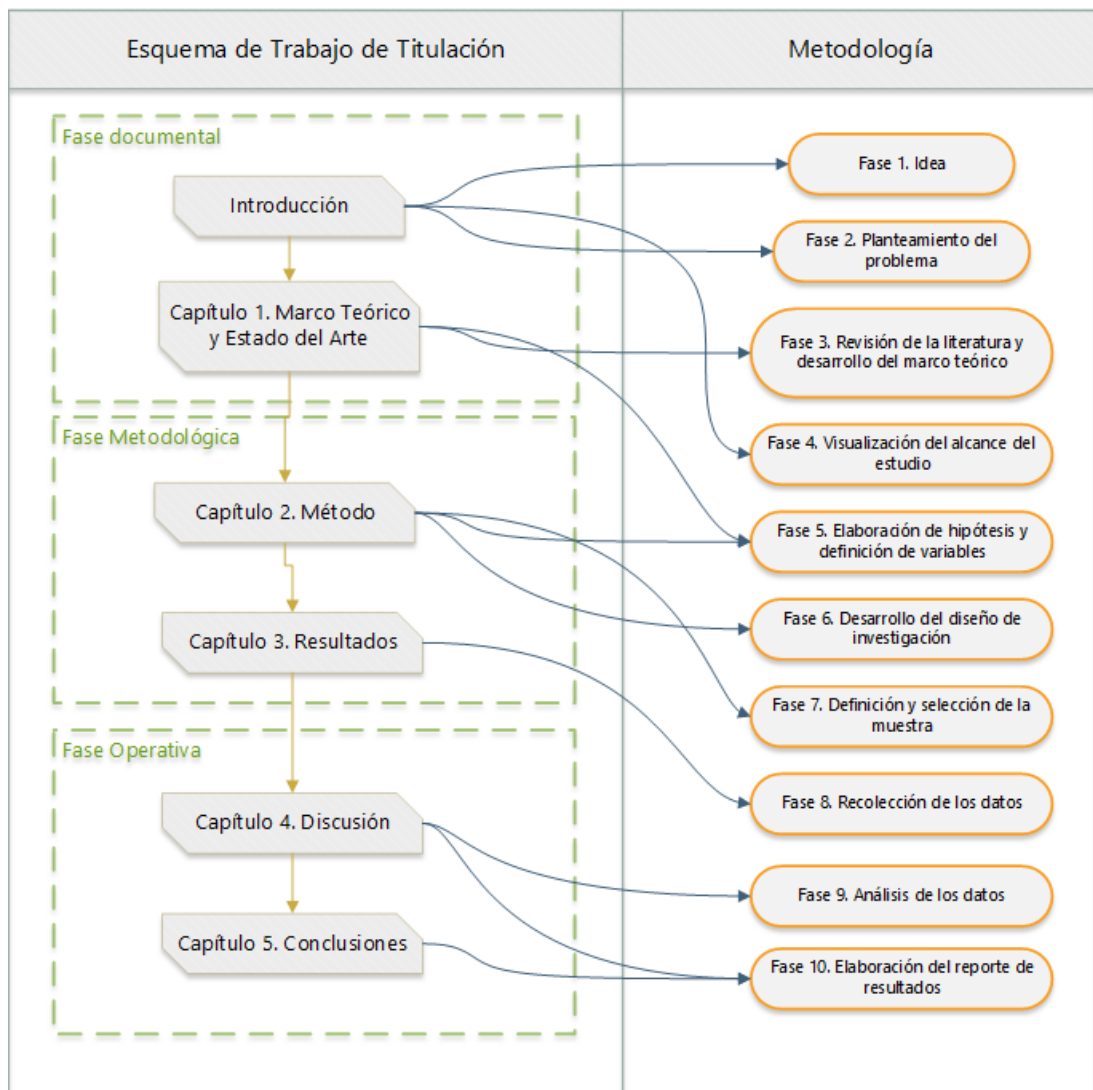 Esquema de Trabajo de Titulación
Metodología
Fase documental
Introducción
Capítulo 1. Marco Teórico
y Estado del Arte
Fase Metodológica
Capítulo 2. Método
Capítulo 3. Resultados
Fase Operativa
Capítulo 4. Discusión
Capítulo 5. Conclusiones
Fase 1. Idea
Fase 2. Planteamiento del
problema
Fase 3. Revisión de la literatura y
desarrollo del marco teórico
Fase 4. Visualización del alcance del
estudio
Fase 5. Elaboración de hipótesis y
definición de variables
Fase 6. Desarrollo del diseño de
investigación
Fase 7. Definición y selección de la
muestra
Fase 8. Recolección de los datos
Fase 9. Análisis de los datos
Fase 10. Elaboración del reporte de
resultados